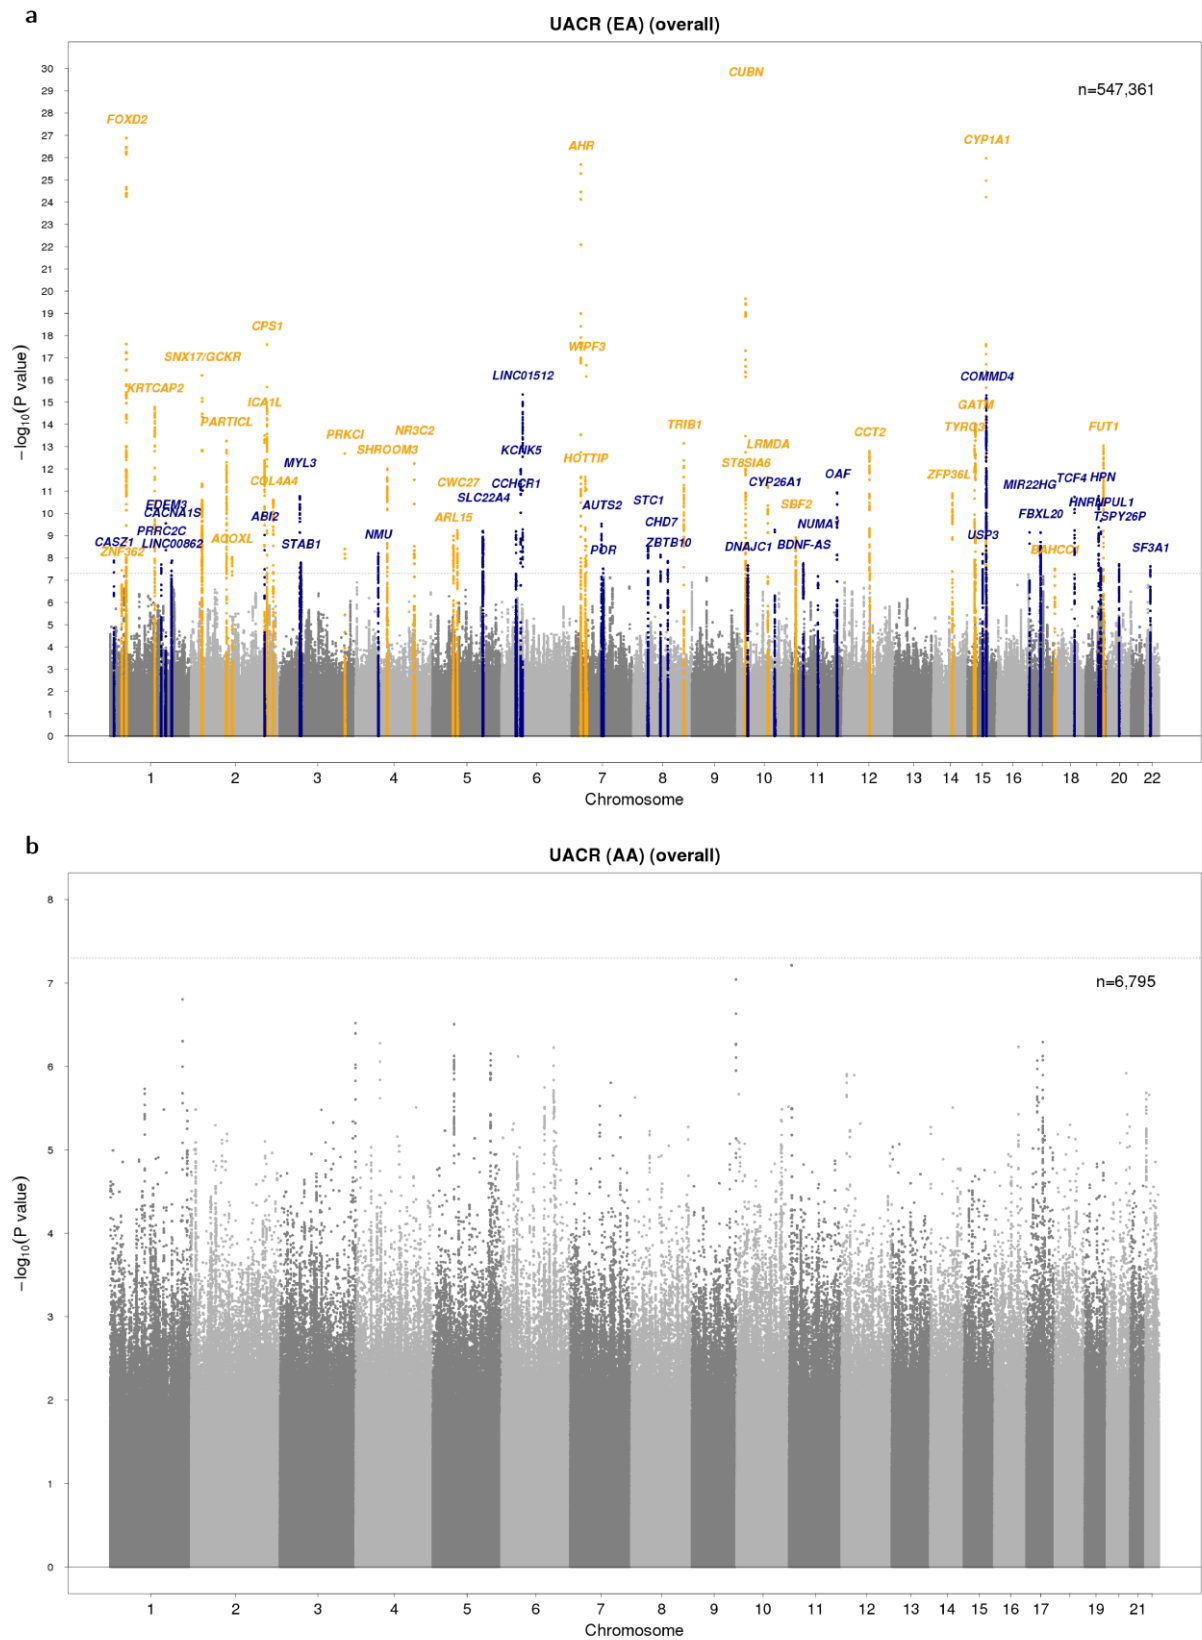 a
UACR (EA) (overall)
n=547,361
−log10(P value)
30
29
28
27
26
25
24
23
22
21
20
19
18
17
16
15
14
13
12
11
10
9
8
7
6
5
4
3
2
1
0
CUBN
FOXD2
AHR
CYP1A1
CPS1
WIPF3
SNX17/GCKR
LINC01512
COMMD4
KRTCAP2
ICA1L
GATM
PARTICL
PRKCI
NR3C2
TRIB1
CCT2
TYRO3
FUT1
SHROOM3
KCNK5
LRMDA
MYL3
HOTTIP
ST8SIA6
COL4A4
CWC27
CCHCR1
CYP26A1
OAF
ZFP36L
MIR22HG
TCF4
HPN
EDEM3
CACNA1S
ABI2
SLC22A4
AUTS2
STC1
SBF2
FBXL20
HNRNPUL1
TSPY26P
PRRC2C
ARL15
CHD7
NUMA1
USP3
CASZ1
ZNF362
LINC00862
ACOXL
STAB1
NMU
POR
ZBTB10
DNAJC1
BDNF-AS
BAHCC1
SF3A1
1 2 3 4 5 6 7 8 9 10 11 12 13 14 15 16 18 20 22
Chromosome
b
UACR (AA) (overall)
n=6,795
−log10(P value)
8
7
6
5
4
3
2
1
0
1 2 3 4 5 6 7 8 9 10 11 12 13 14 15 16 17 19 21
Chromosome